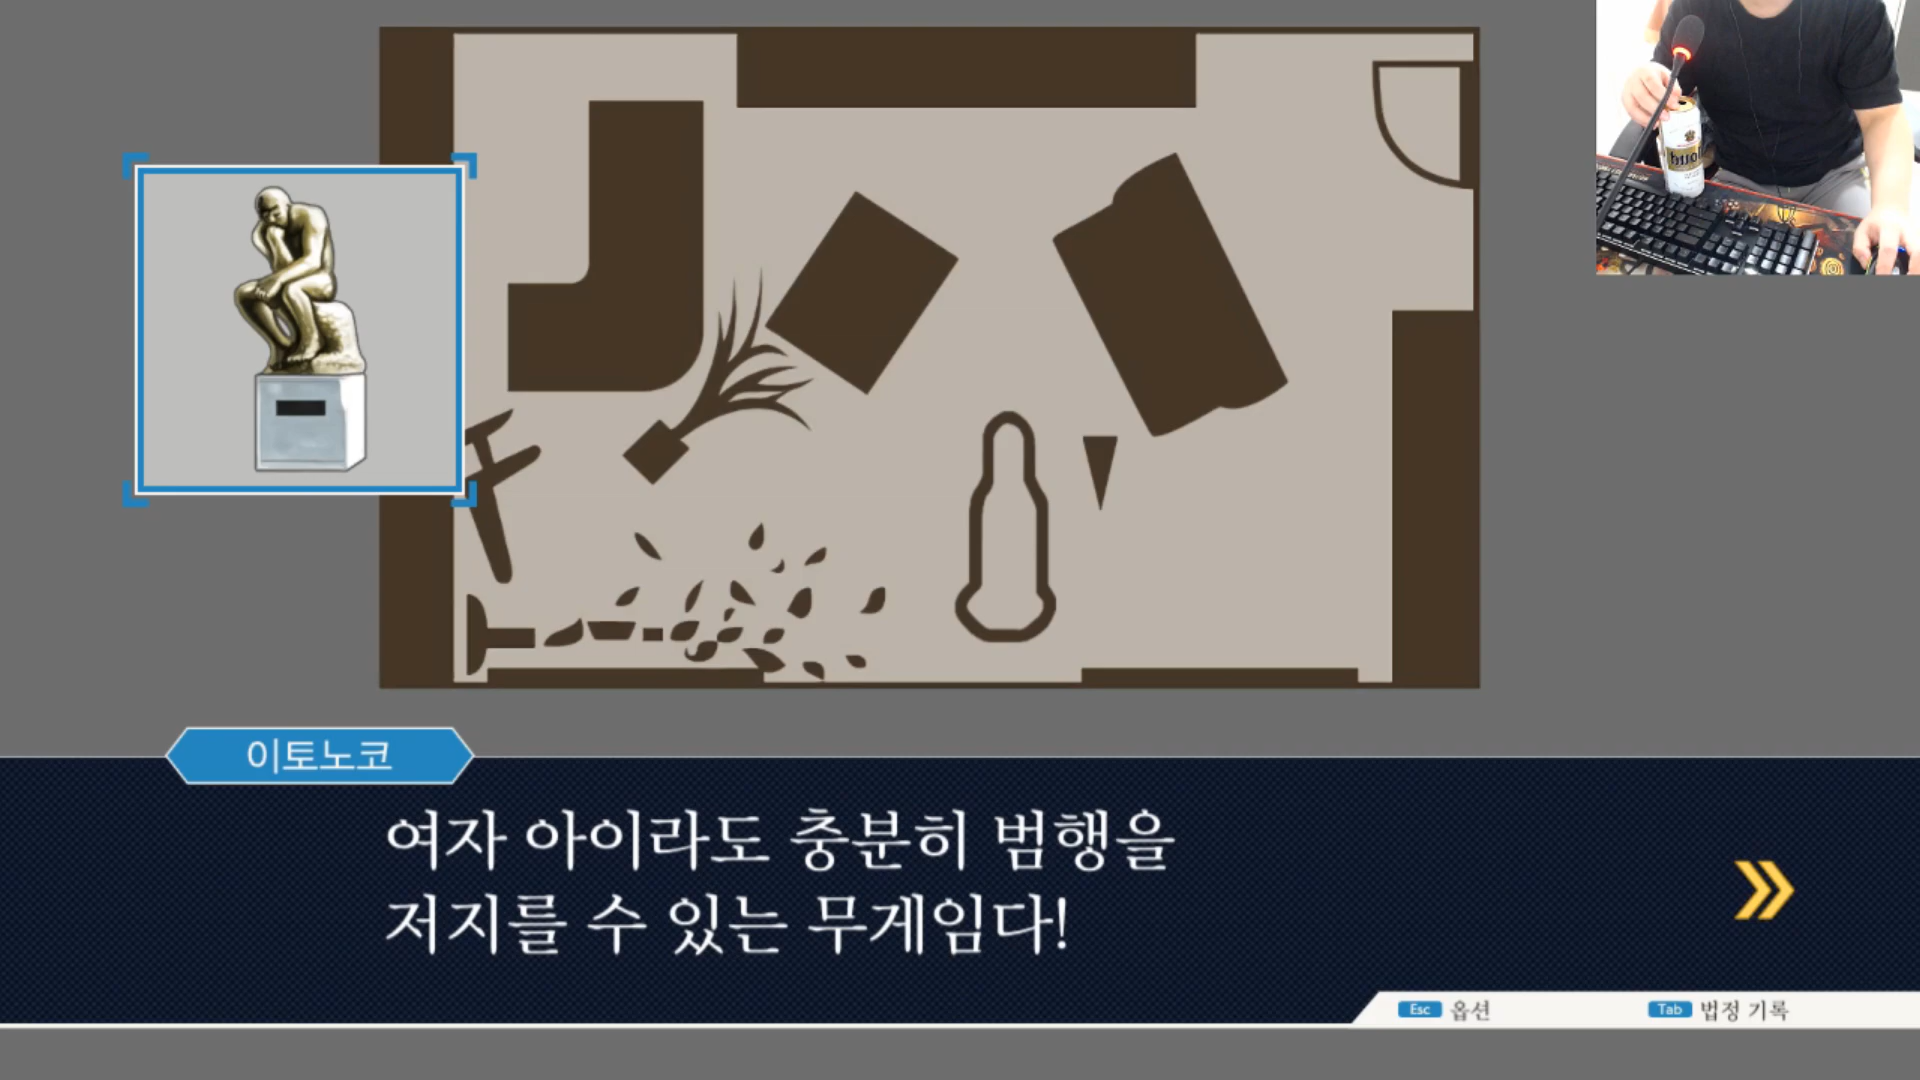 이토노코
여자 아이라도 충분히 범행을
저지를 수 있는 무게임다!
Esc 옵션
Tab 법정 기록